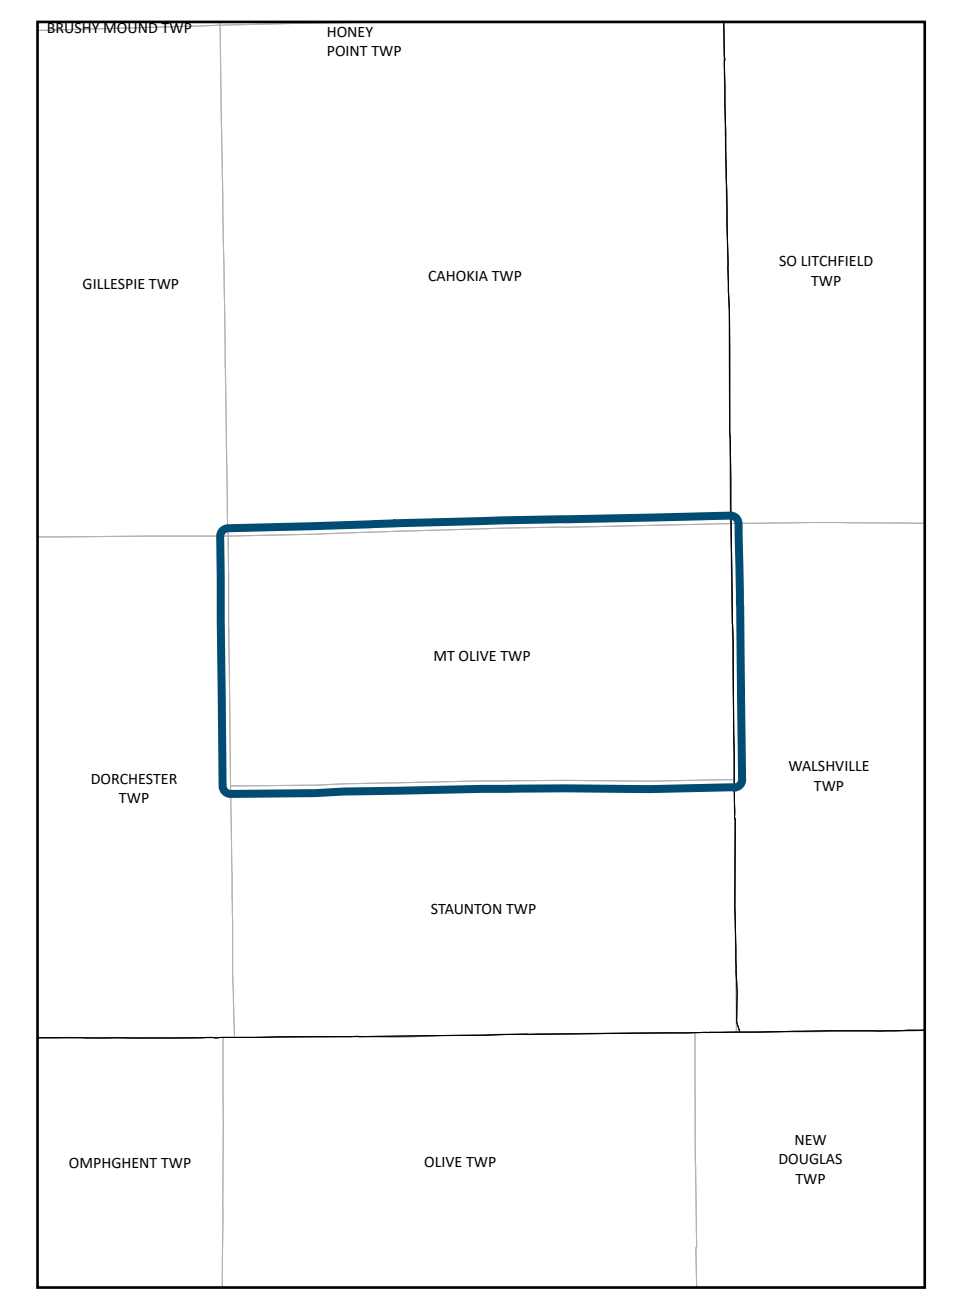 BRUSHY MOUND TWP
HONEY
POINT TWP
GILLESPIE TWP
CAHOKIA TWP
SO LITCHFIELD
TWP
MT OLIVE TWP
DORCHESTER
TWP
WALSHVILLE
TWP
STAUNTON TWP
OMPHGHENT TWP
OLIVE TWP
NEW
DOUGLAS
TWP